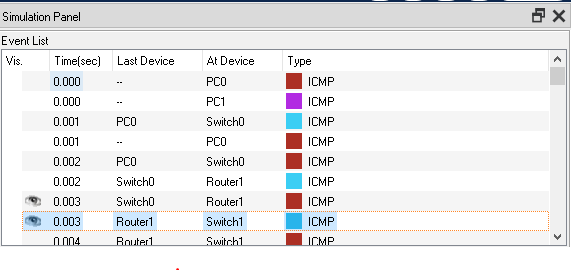 Simulation Panel
Event List
Vis. Time(sec) Last Device At Device Type
0.000 -- PC0 ICMP
0.000 -- PC1 ICMP
0.001 PC0 Switch0 ICMP
0.001 -- PC0 ICMP
0.002 PC0 Switch0 ICMP
0.002 Switch0 Router1 ICMP
0.003 Switch0 Router1 ICMP
0.003 Router1 Switch1 ICMP
0.004 Router1 Switch1 ICMP